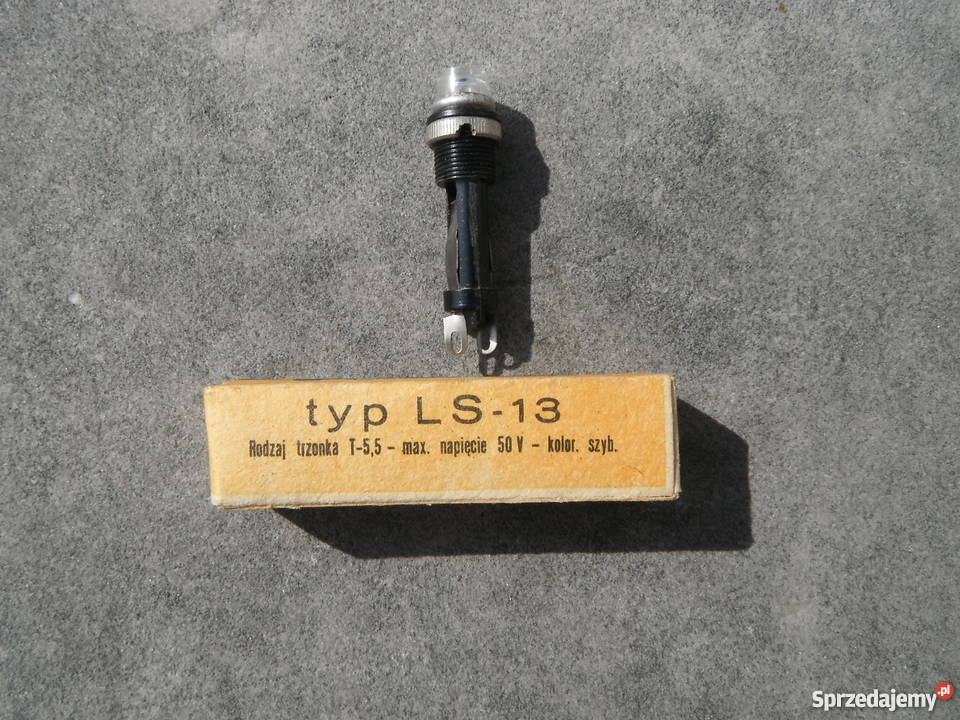 typ LS-13
Rodzaj trzonka T-5,5 - max. napięcie 50 V - kolor. szyb.
Sprzedajemy.pl